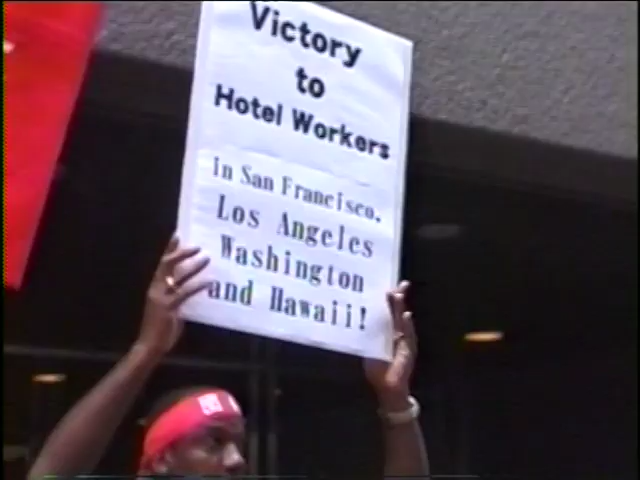 Victory
to
Hotel Workers
in San Francisco,
Los Angeles
Washington
and Hawaii!